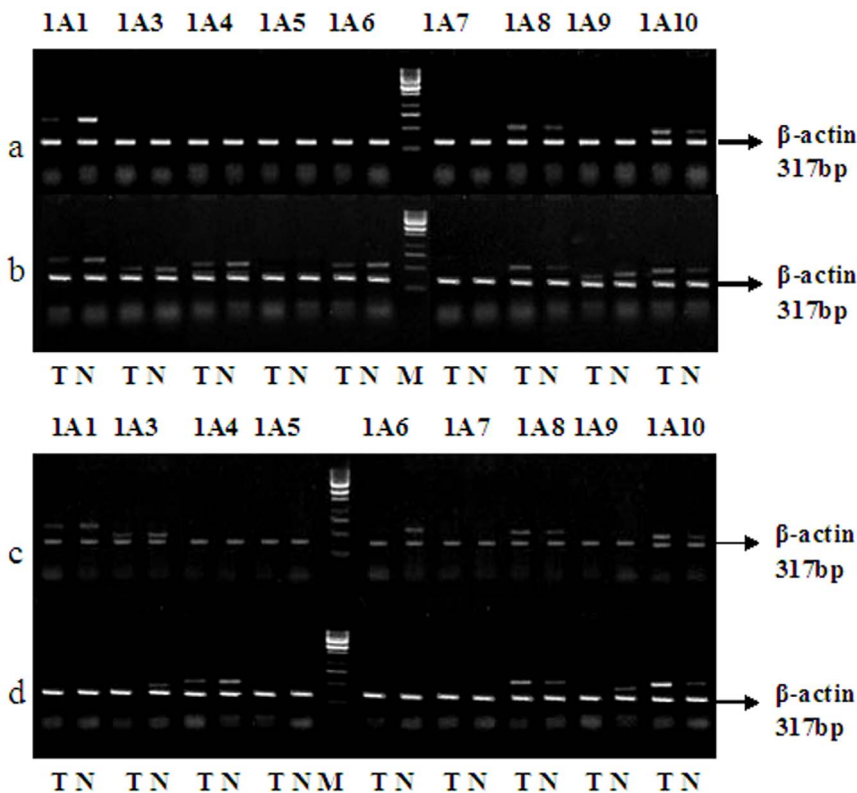 1A1 1A3 1A4 1A5 1A6 1A7 1A8 1A9 1A10
a
β-actin
317bp
b
β-actin
317bp
T N T N T N T N T N M T N T N T N T N
1A1 1A3 1A4 1A5 1A6 1A7 1A8 1A9 1A10
c
β-actin
317bp
d
β-actin
317bp
T N T N T N T N M T N T N T N T N T N